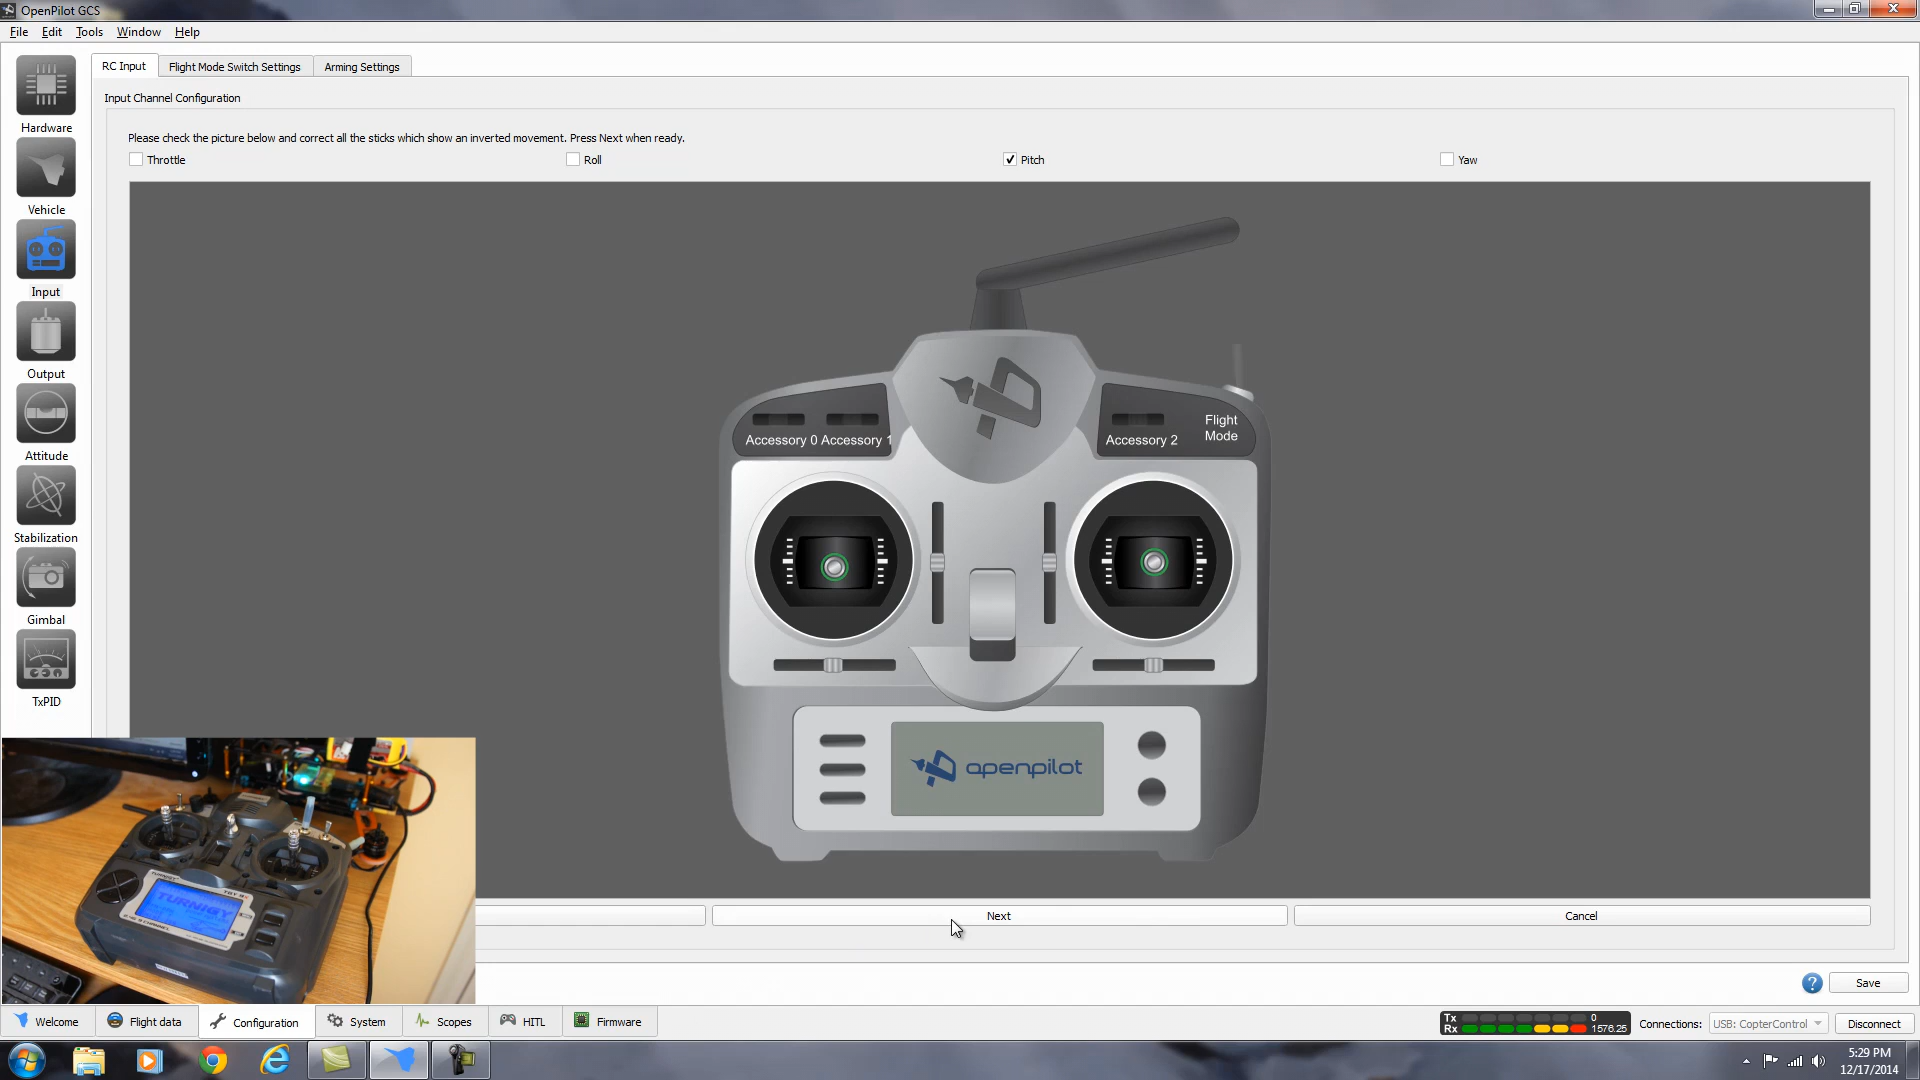 OpenPilot GCS
File Edit Tools Window Help
RC Input Flight Mode Switch Settings Arming Settings
Input Channel Configuration
Please check the picture below and correct all the sticks which show an inverted movement. Press Next when ready.
Throttle Roll Pitch Yaw
Hardware
Vehicle
Input
Output
Attitude
Stabilization
Gimbal
TxPID
Accessory 0 Accessory 1
Accessory 2
Flight
Mode
openpilot
TURNIGY
Next Cancel
Save
Welcome Flight data Configuration System Scopes HITL Firmware
Tx 0
Rx 1576.25
Connections: USB: CopterControl Disconnect
5:29 PM
12/17/2014